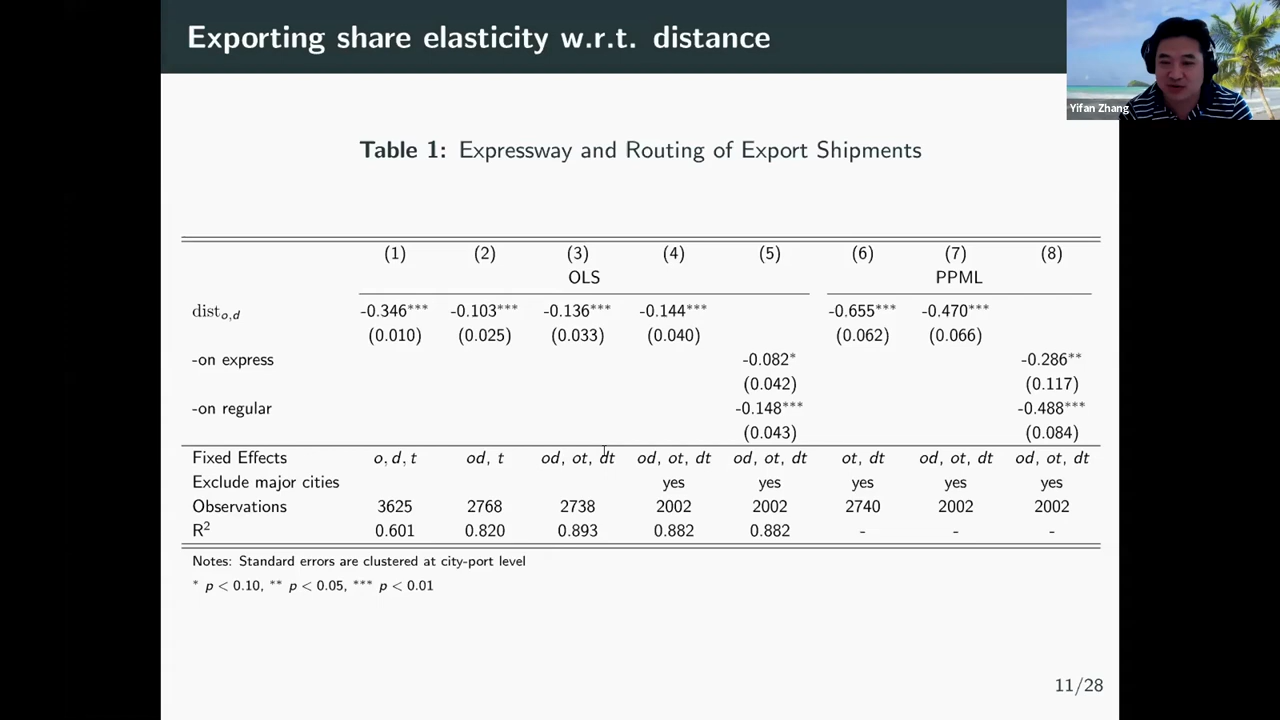 Exporting share elasticity w.r.t. distance
Yifan Zhang
Table 1: Expressway and Routing of Export Shipments
(1) (2) (3) (4) (5) (6) (7) (8)
OLS PPML
dist_{o,d} -0.346*** -0.103*** -0.136*** -0.144*** -0.655*** -0.470***
(0.010) (0.025) (0.033) (0.040) (0.062) (0.066)
-on express -0.082* -0.286**
(0.042) (0.117)
-on regular -0.148*** -0.488***
(0.043) (0.084)
Fixed Effects o, d, t od, t od, ot, dt od, ot, dt od, ot, dt ot, dt od, ot, dt od, ot, dt
Exclude major cities yes yes yes yes yes
Observations 3625 2768 2738 2002 2002 2740 2002 2002
R² 0.601 0.820 0.893 0.882 0.882 - - -
Notes: Standard errors are clustered at city-port level
* p < 0.10, ** p < 0.05, *** p < 0.01
11/28